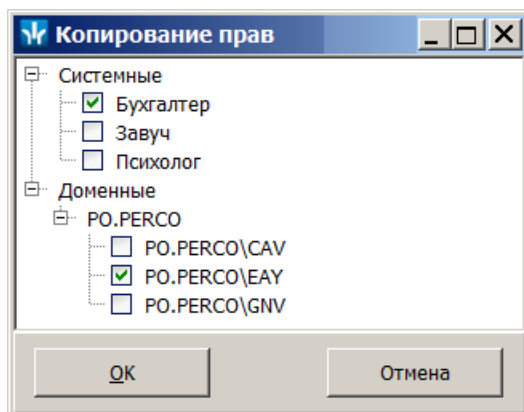 Копирование прав
Системные
Бухгалтер
Завуч
Психолог
Доменные
PO.PERCO
PO.PERCO\CAV
PO.PERCO\EAY
PO.PERCO\GNV
OK
Отмена